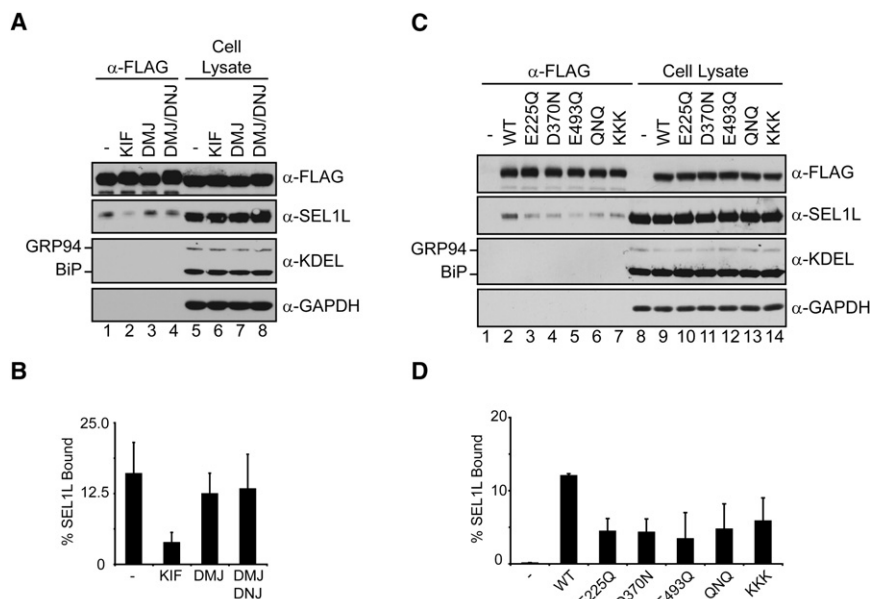 A
α-FLAG
Cell
Lysate
-
KIF
DMJ
DMJ/DNJ
-
KIF
DMJ
DMJ/DNJ
α-FLAG
α-SEL1L
GRP94
BiP
α-KDEL
α-GAPDH
1 2 3 4 5 6 7 8
B
% SEL1L Bound
25.0
12.5
0
- KIF DMJ DMJ
DNJ
C
α-FLAG
Cell Lysate
-
WT
E225Q
D370N
E493Q
QNQ
KKK
-
WT
E225Q
D370N
E493Q
QNQ
KKK
α-FLAG
α-SEL1L
GRP94
BiP
α-KDEL
α-GAPDH
1 2 3 4 5 6 7 8 9 10 11 12 13 14
D
% SEL1L Bound
20
10
0
-
WT
E225Q
D370N
E493Q
QNQ
KKK